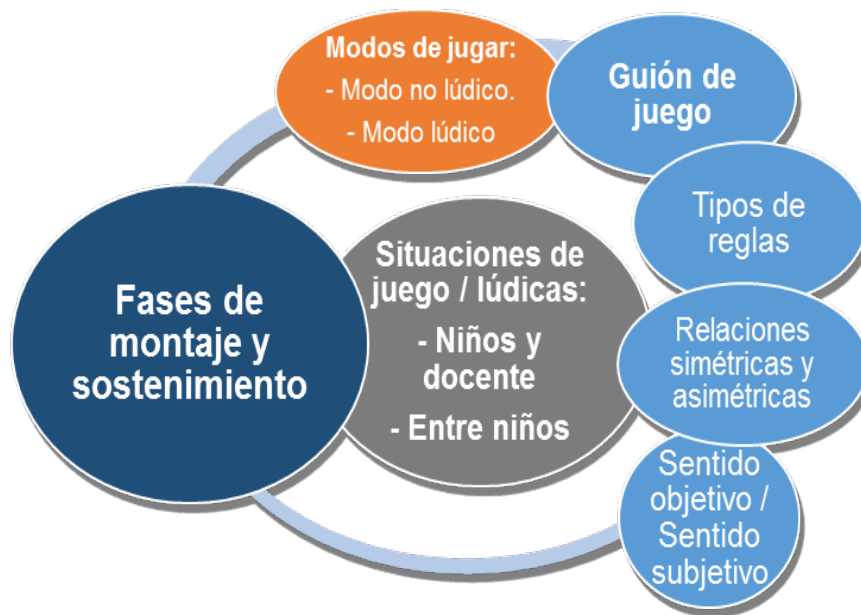 Modos de jugar:
- Modo no lúdico.
- Modo lúdico
Guión de
juego
Tipos de
reglas
Relaciones
simétricas y
asimétricas
Sentido
objetivo /
Sentido
subjetivo
Situaciones de
juego / lúdicas:
- Niños y
docente
- Entre niños
Fases de
montaje y
sostenimiento